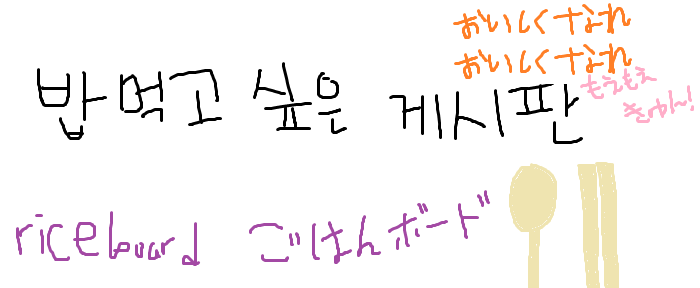 おいしくなれ
おいしくなれ
밥 먹고 싶은 게시판
もえもえ
きゅん!
riceboard ごはんボード